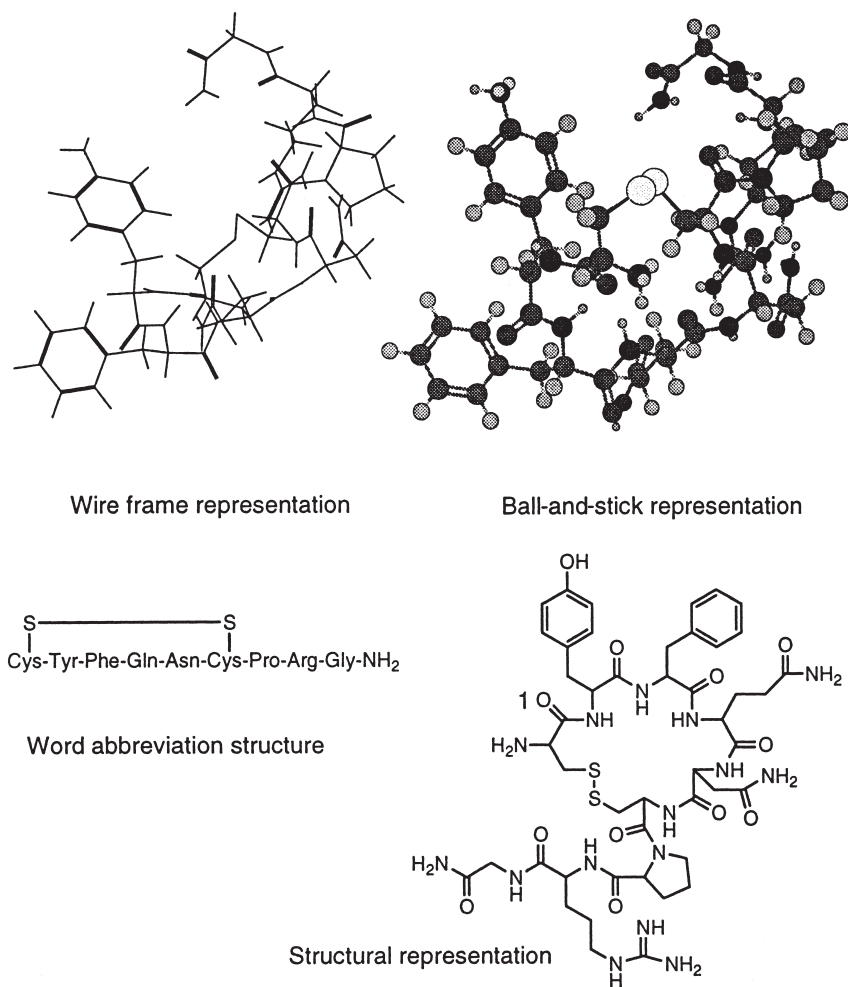 Wire frame representation
Ball-and-stick representation
S S
Cys-Tyr-Phe-Gln-Asn-Cys-Pro-Arg-Gly-NH₂
Word abbreviation structure
OH
O
O
N
H
O
NH₂
1 O
NH
HN
H₂N
O
S
NH
NH₂
S
N
H
O
O
O
O
H
N
N
H₂N
N
H
O
O
NH
N
H
NH₂
Structural representation